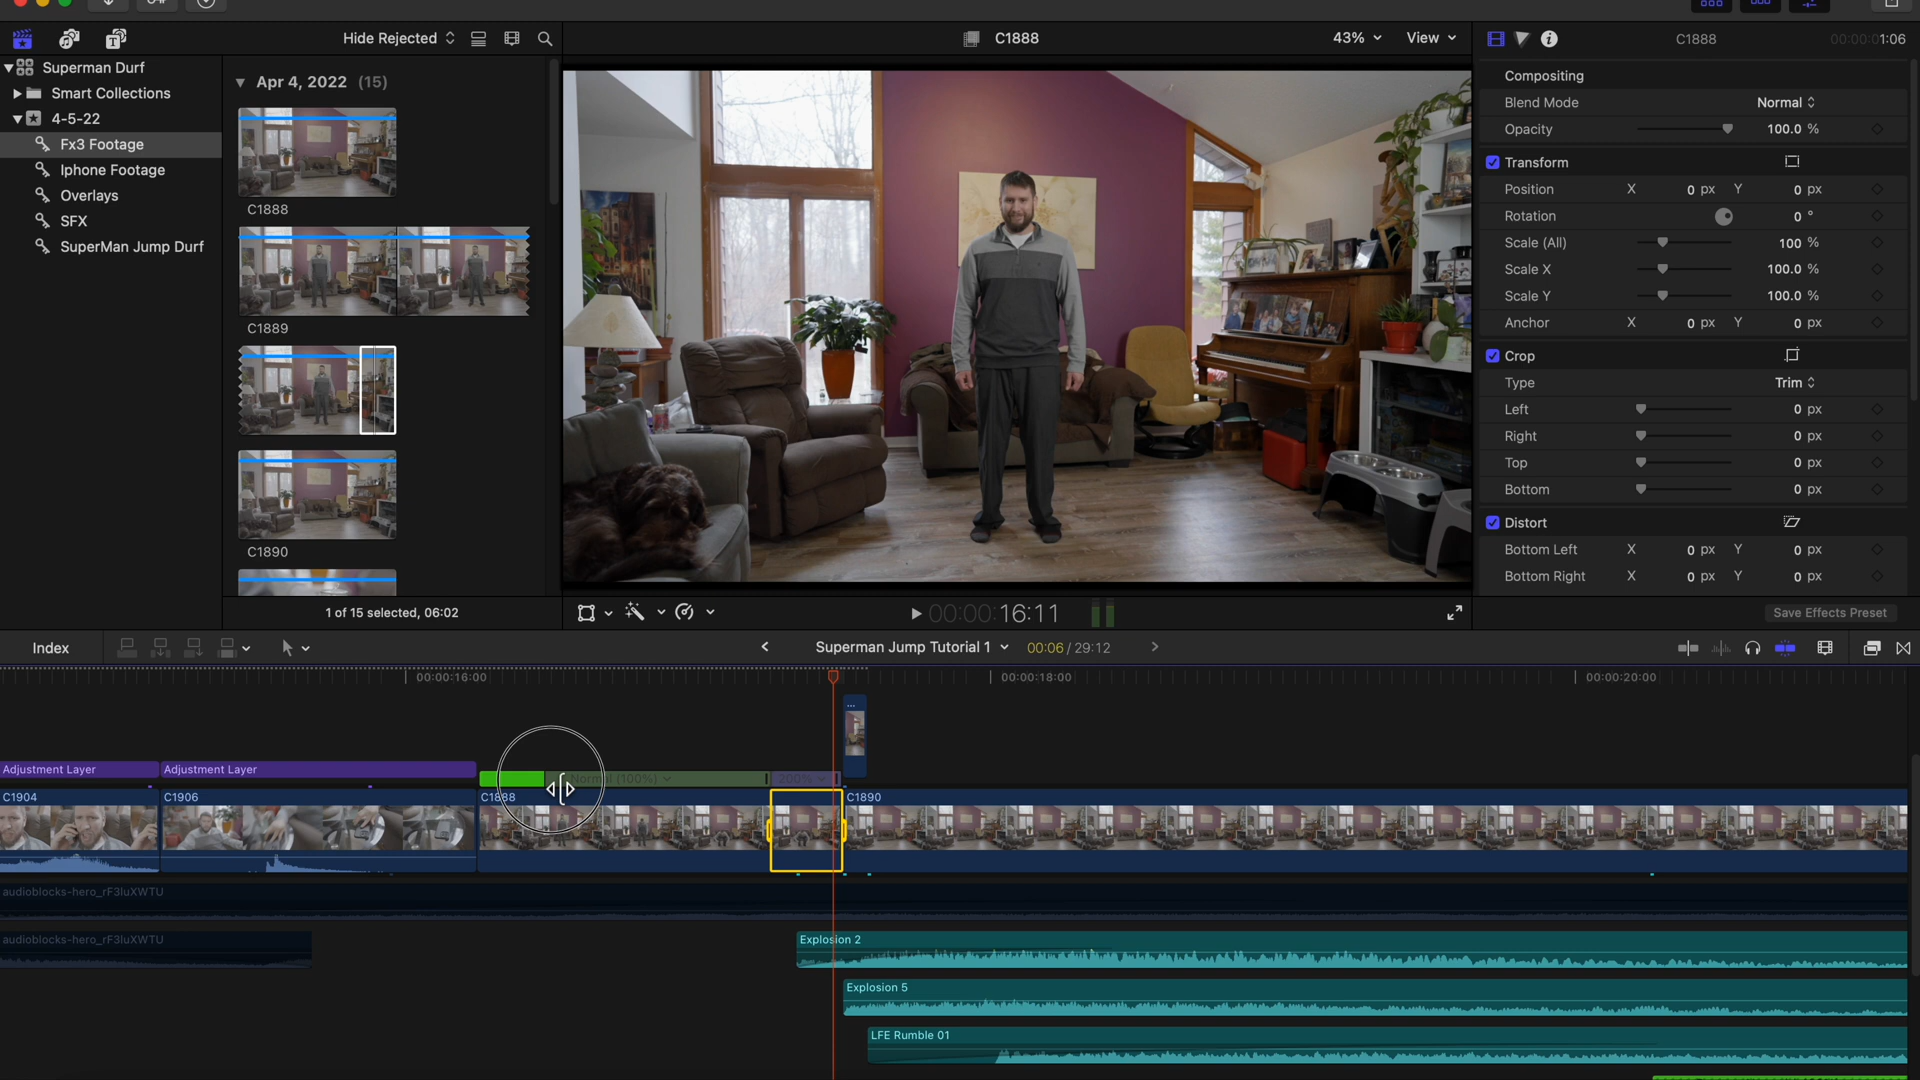 Hide Rejected
C1888
43%
View
C1888
00:00:01:06
Superman Durf
Smart Collections
4-5-22
Fx3 Footage
Iphone Footage
Overlays
SFX
SuperMan Jump Durf
Apr 4, 2022 (15)
C1888
C1889
C1890
1 of 15 selected, 06:02
Compositing
Blend Mode Normal
Opacity 100.0 %
Transform
Position X 0 px Y 0 px
Rotation 0 °
Scale (All) 100 %
Scale X 100.0 %
Scale Y 100.0 %
Anchor X 0 px Y 0 px
Crop
Type Trim
Left 0 px
Right 0 px
Top 0 px
Bottom 0 px
Distort
Bottom Left X 0 px Y 0 px
Bottom Right X 0 px Y 0 px
00:00:00:16:11
Save Effects Preset
Index
Superman Jump Tutorial 1
00:06 / 29:12
00:00:16:00
00:00:18:00
00:00:20:00
...
Adjustment Layer
Adjustment Layer
Normal (100%)
200%
C1904
C1906
C1888
C1890
audioblocks-hero_rF3luXWTU
audioblocks-hero_rF3luXWTU
Explosion 2
Explosion 5
LFE Rumble 01